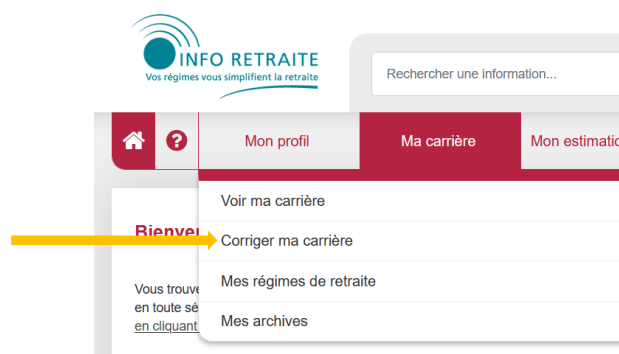 INFO RETRAITE
Vos régimes vous simplifient la retraite
Rechercher une information...
?
Mon profil
Ma carrière
Mon estimatio
Voir ma carrière
Bienve
Corriger ma carrière
Mes régimes de retraite
Vous trouve
en toute sé
Mes archives
en cliquant